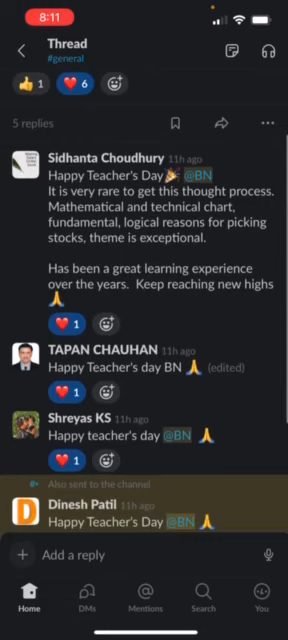 8:11
Thread
#general
👍 1 ❤️ 6
5 replies
Sidhanta Choudhury 11h ago
Happy Teacher's Day🎉 @BN
It is very rare to get this thought process.
Mathematical and technical chart,
fundamental, logical reasons for picking
stocks, theme is exceptional.
Has been a great learning experience
over the years. Keep reaching new highs
🙏
❤️ 1
TAPAN CHAUHAN 11h ago
Happy Teacher's day BN 🙏 (edited)
❤️ 1
Shreyas KS 11h ago
Happy teacher's day @BN 🙏
❤️ 1
Also sent to the channel
Dinesh Patil 11h ago
Happy Teacher's Day @BN 🙏
Add a reply
Home DMs Mentions Search You